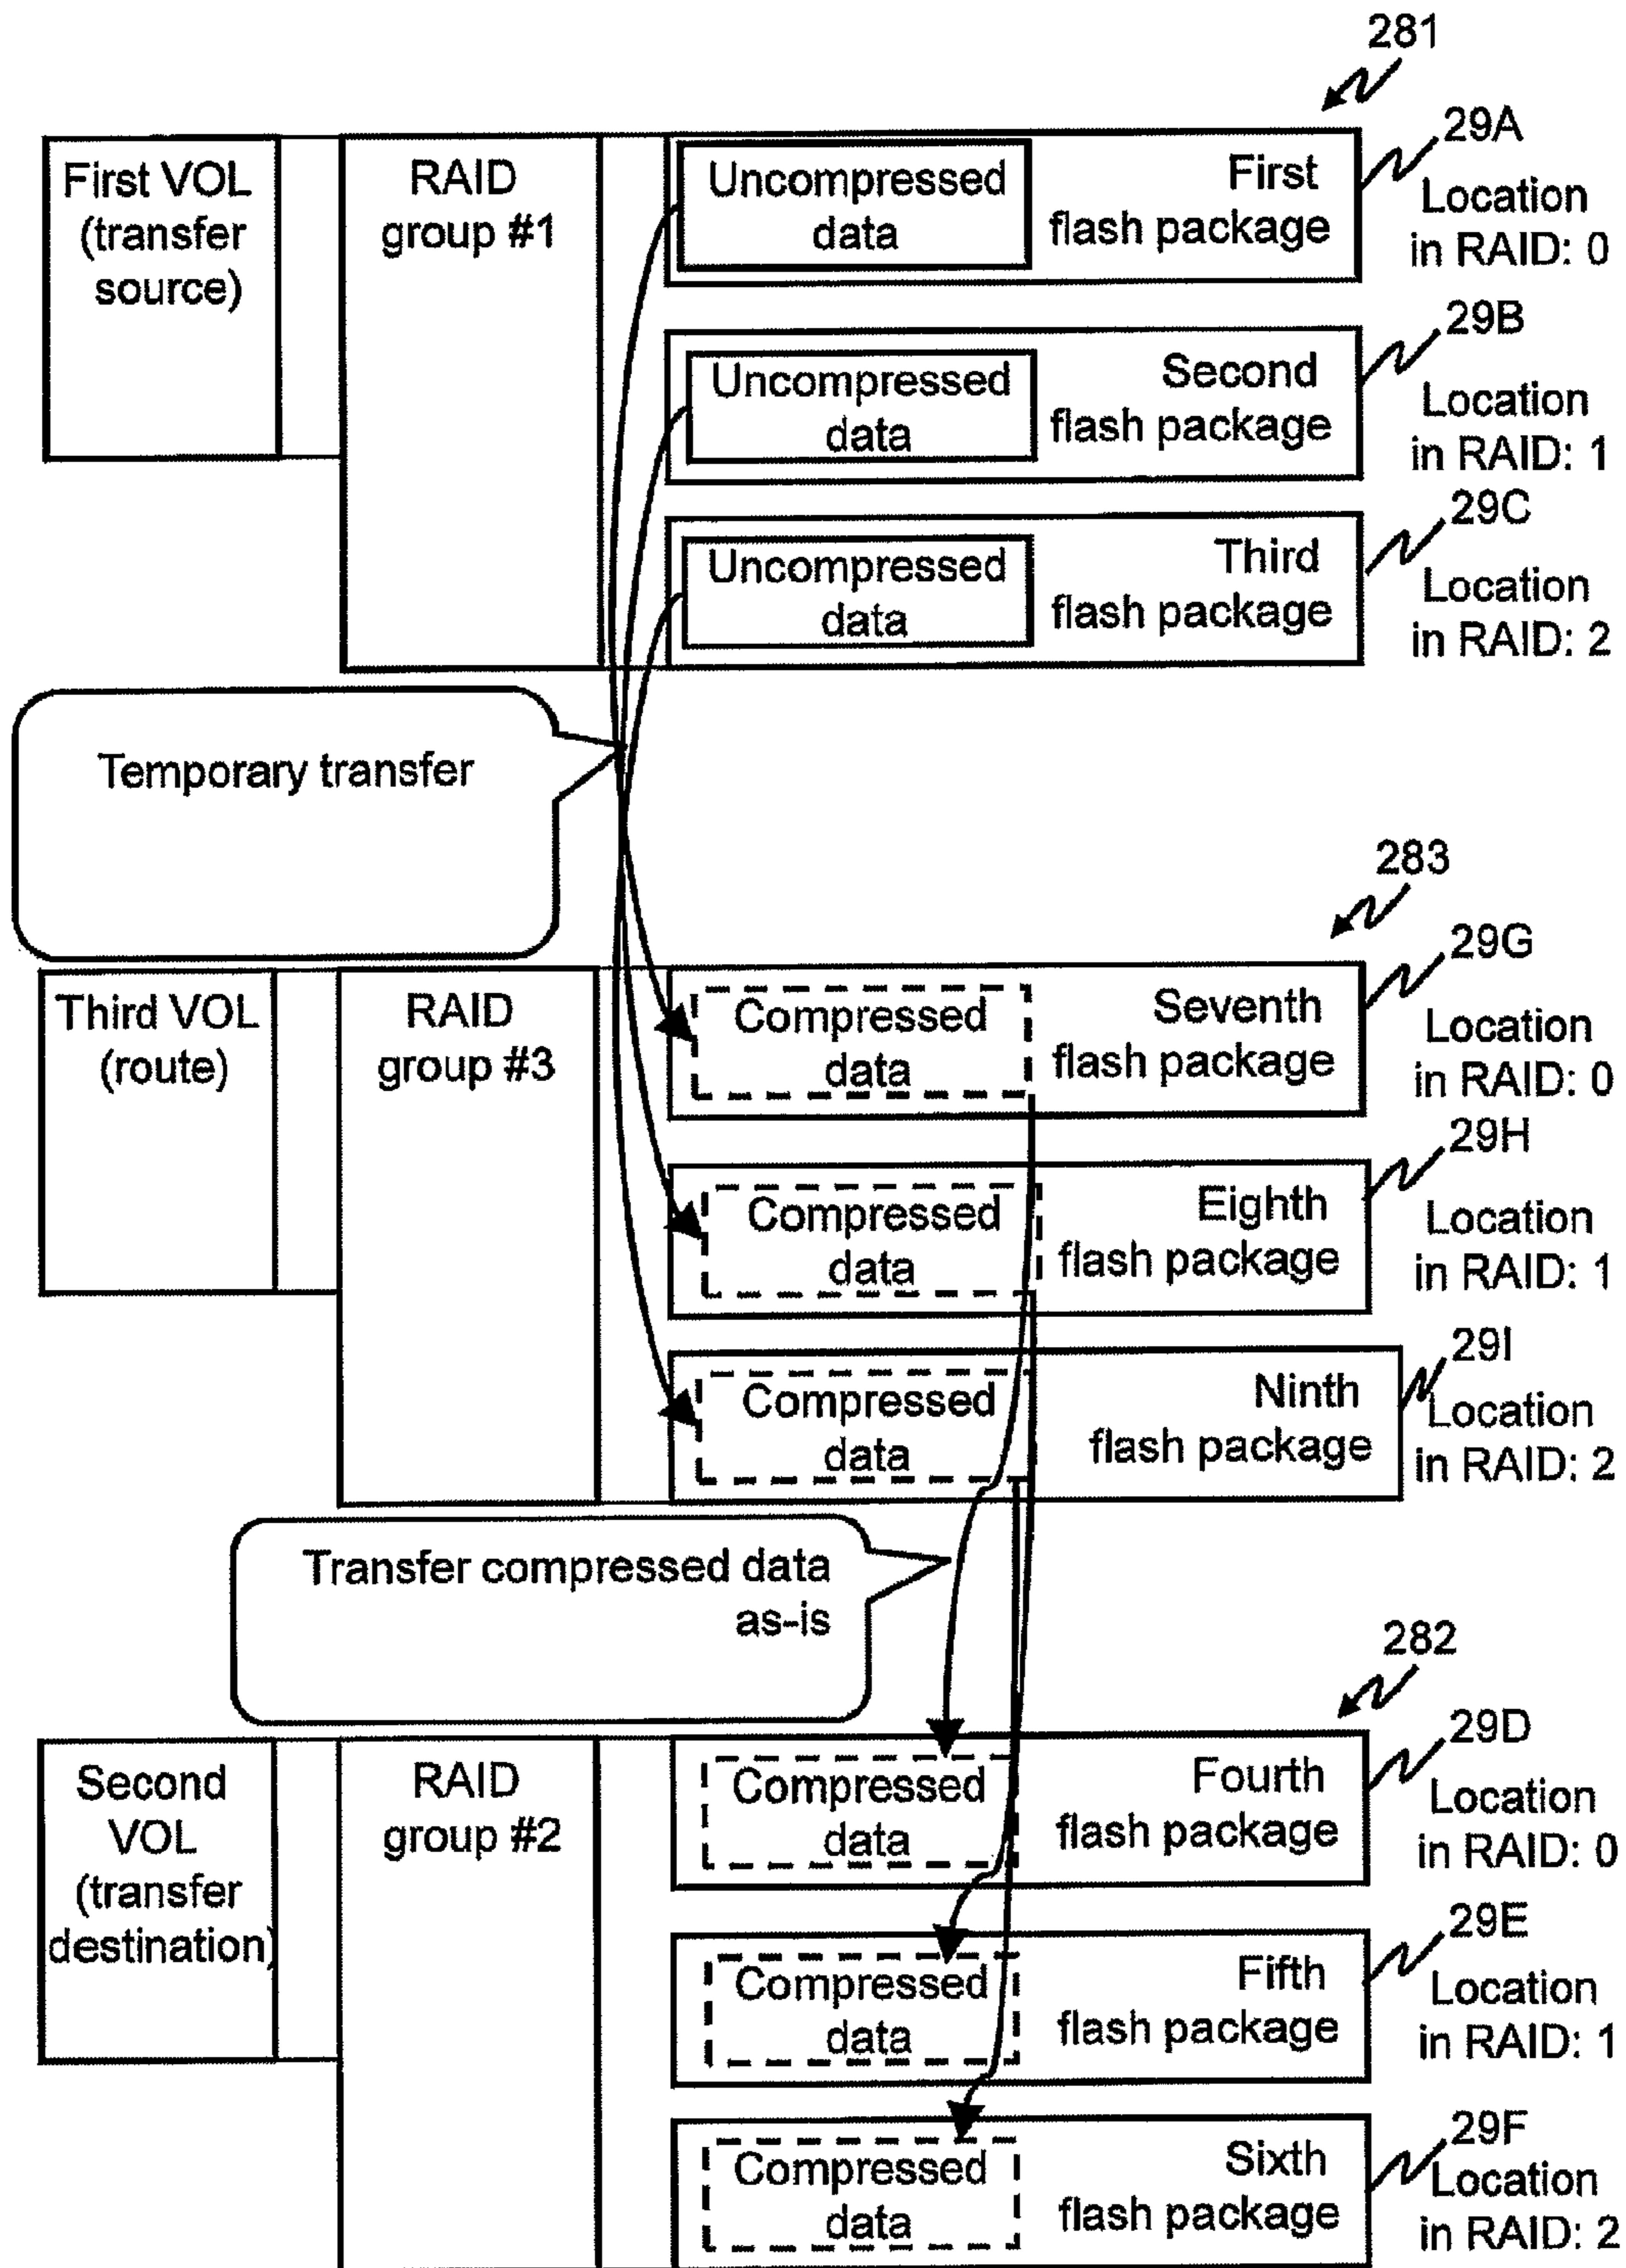 281
First VOL
(transfer
source)
RAID
group #1
Uncompressed
data
First
flash package
29A
Location
in RAID: 0
Uncompressed
data
Second
flash package
29B
Location
in RAID: 1
Uncompressed
data
Third
flash package
29C
Location
in RAID: 2
Temporary transfer
283
Third VOL
(route)
RAID
group #3
Compressed
data
Seventh
flash package
29G
Location
in RAID: 0
Compressed
data
Eighth
flash package
29H
Location
in RAID: 1
Compressed
data
Ninth
flash package
29I
Location
in RAID: 2
Transfer compressed data
as-is
282
Second
VOL
(transfer
destination)
RAID
group #2
Compressed
data
Fourth
flash package
29D
Location
in RAID: 0
Compressed
data
Fifth
flash package
29E
Location
in RAID: 1
Compressed
data
Sixth
flash package
29F
Location
in RAID: 2